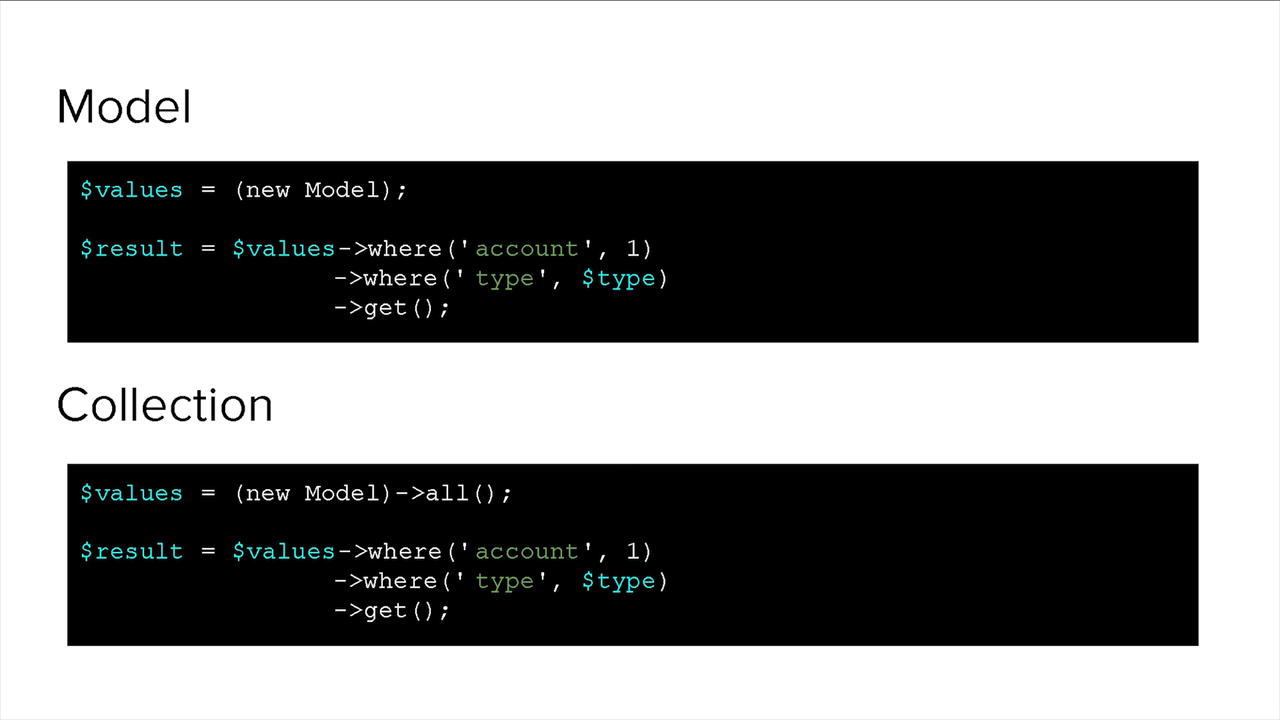 Model
$values = (new Model);
$result = $values->where('account', 1)
->where('type', $type)
->get();
Collection
$values = (new Model)->all();
$result = $values->where('account', 1)
->where('type', $type)
->get();